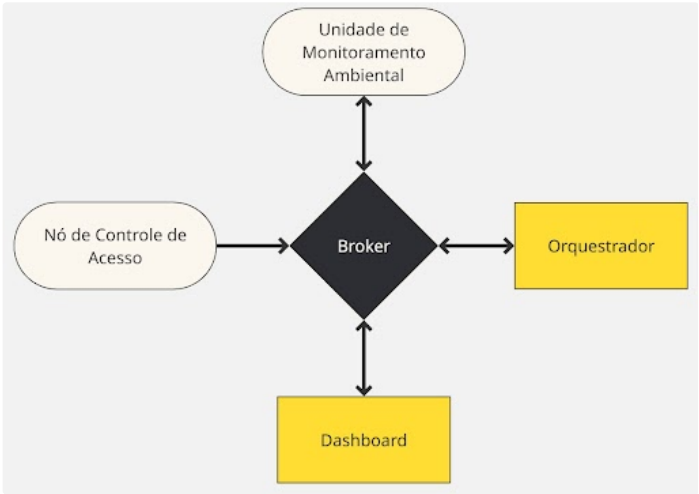 Unidade de
Monitoramento
Ambiental
Nó de Controle de
Acesso
Broker
Orquestrador
Dashboard